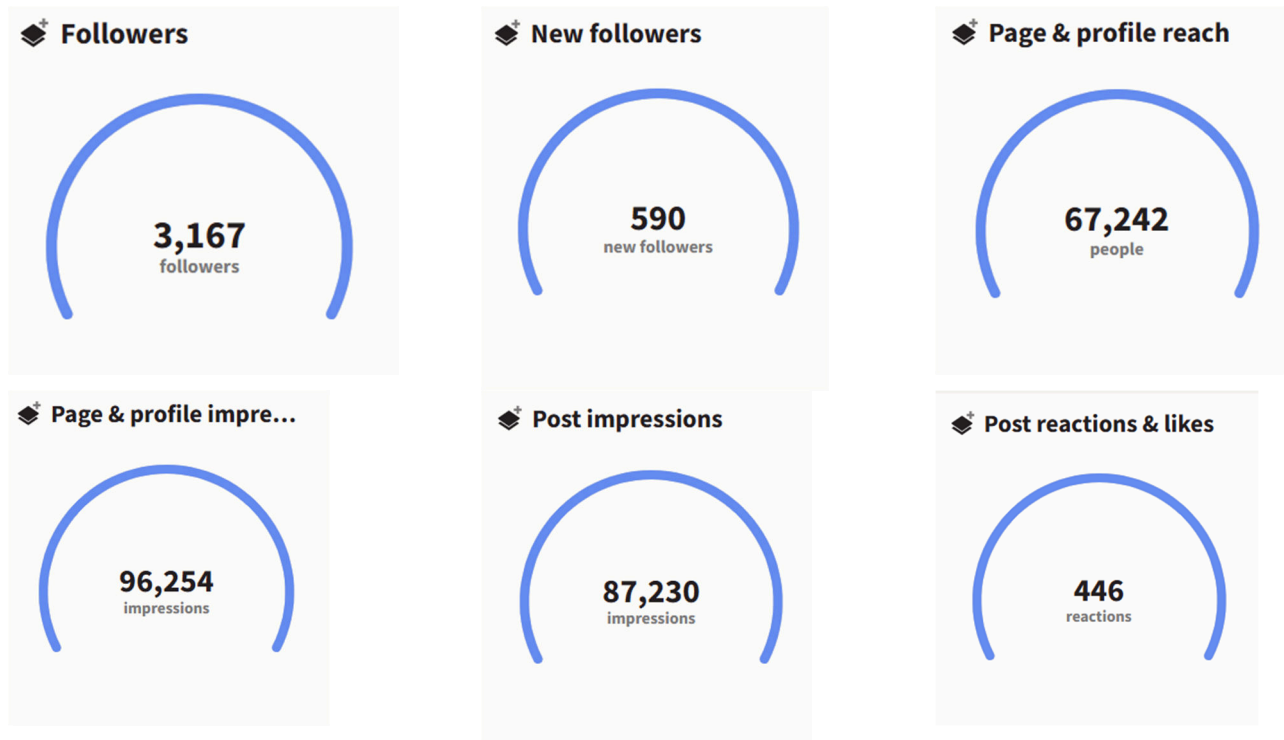 Followers
3,167
followers
New followers
590
new followers
Page & profile reach
67,242
people
Page & profile impre...
96,254
impressions
Post impressions
87,230
impressions
Post reactions & likes
446
reactions